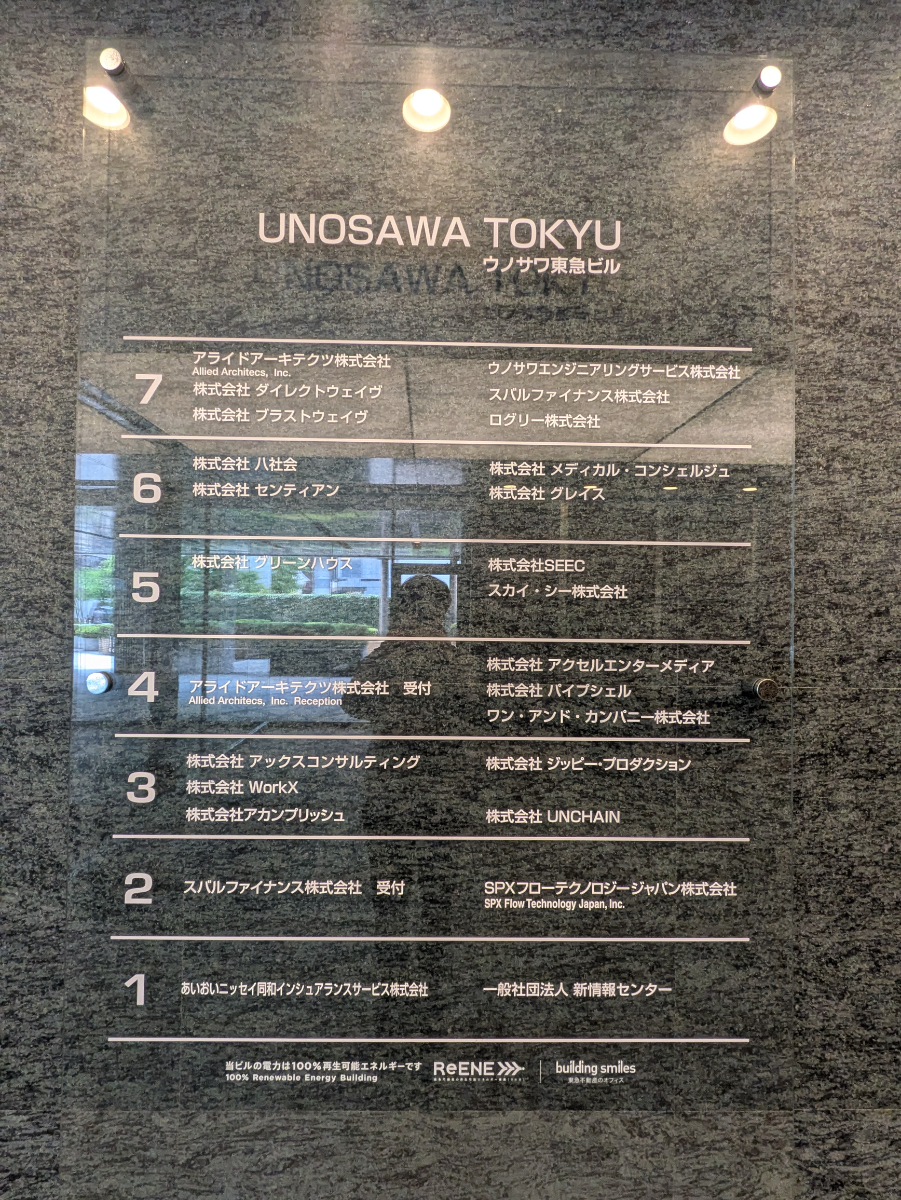 UNOSAWA TOKYU
ウノサワ東急ビル
7
アライドアーキテクツ株式会社
Allied Architecs, Inc.
株式会社 ダイレクトウェイヴ
株式会社 ブラストウェイヴ
ウノサワエンジニアリングサービス株式会社
スバルファイナンス株式会社
ログリー株式会社
6
株式会社 八社会
株式会社 センティアン
株式会社 メディカル・コンシェルジュ
株式会社 グレイス
5
株式会社 グリーンハウス
株式会社SEEC
スカイ・シー株式会社
4
アライドアーキテクツ株式会社 受付
Allied Architecs, Inc. Reception
株式会社 アクセルエンターメディア
株式会社 パイプシェル
ワン・アンド・カンパニー株式会社
3
株式会社 アックスコンサルティング
株式会社 WorkX
株式会社アカンプリッシュ
株式会社 ジッピー・プロダクション
株式会社 UNCHAIN
2
スバルファイナンス株式会社 受付
SPXフローテクノロジージャパン株式会社
SPX Flow Technology Japan, Inc.
1
あいおいニッセイ同和インシュアランスサービス株式会社
一般社団法人 新情報センター
当ビルの電力は100%再生可能エネルギーです
100% Renewable Energy Building
ReENE
building smiles
東急不動産のオフィス